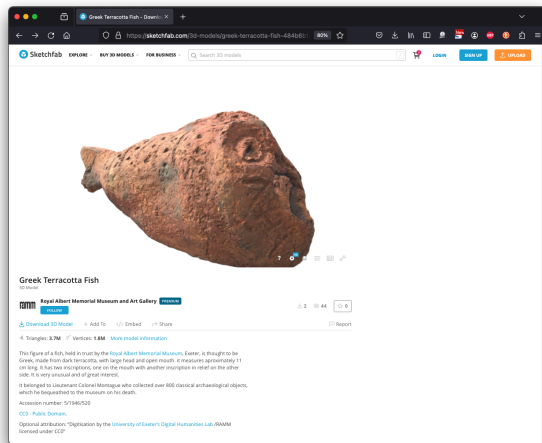 Greek Terracotta Fish - Downlo
https://sketchfab.com/3d-models/greek-terracotta-fish-484b6b
80%
Sketchfab
EXPLORE
BUY 3D MODELS
FOR BUSINESS
Search 3D models
LOGIN
SIGN UP
UPLOAD
?
Greek Terracotta Fish
3D Model
ramm
Royal Albert Memorial Museum and Art Gallery PREMIUM
FOLLOW
2 44 0
Download 3D Model + Add To </> Embed Share Report
Triangles: 3.7M Vertices: 1.8M More model information
This figure of a fish, held in trust by the Royal Albert Memorial Museum, Exeter, is thought to be
Greek, made from dark terracotta, with large head and open mouth. it measures aproximately 11
cm long. It has two inscriptions, one on the mouth with another inscription in relief on the other
side. It is very unusual and of great interest.
It belonged to Lieutenant Colonel Montague who collected over 800 classical archaeological objects,
which he bequeathed to the museum on his death.
Accession number: 5/1946/520
CC0 - Public Domain.
Optional attribution: "Digitisation by the University of Exeter's Digital Humanities Lab /RAMM
licensed under CC0"